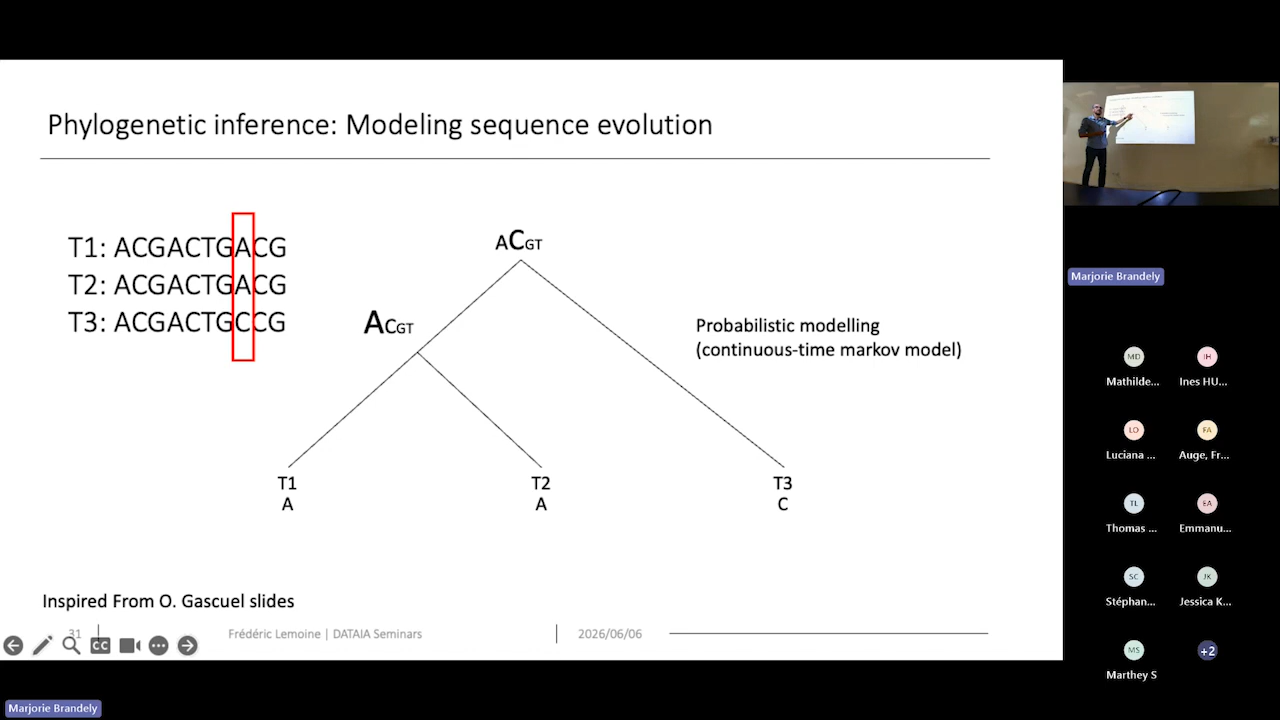 Phylogenetic inference: Modeling sequence evolution
T1: ACGACTGACG
T2: ACGACTGACG
T3: ACGACTGCCG
ACGT
ACGT
Probabilistic modelling
(continuous-time markov model)
T1
A
T2
A
T3
C
Inspired From O. Gascuel slides
31
Frédéric Lemoine | DATAIA Seminars
2026/06/06
CC
Marjorie Brandely
MD
Mathilde...
IH
Ines HU...
LO
Luciana ...
FA
Auge, Fr...
TL
Thomas ...
EA
Emmanu...
SC
Stéphan...
JK
Jessica K...
MS
Marthey S
+2
Marjorie Brandely